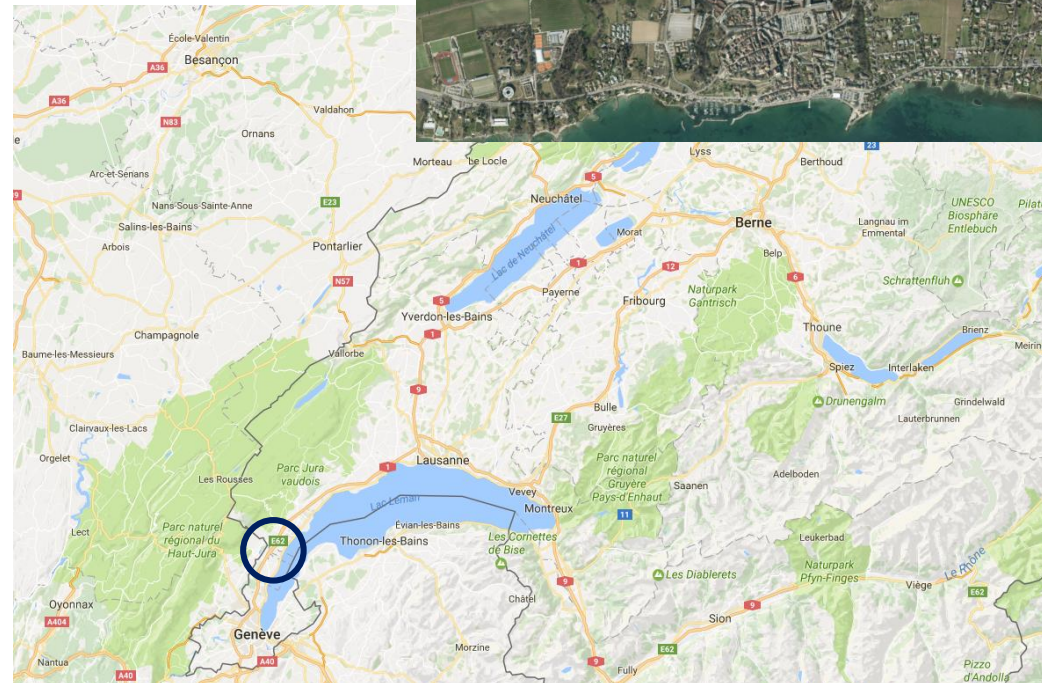 École-Valentin
Besançon
A36
A36
Valdahon
N83
Ornans
e
Morteau
Le Locle
Lyss
23
Berthoud
Arc-et-Senans
5
9
Nans-Sous-Sainte-Anne
E23
Neuchâtel
UNESCO
Biosphäre
Entlebuch
Pilat
Salins-les-Bains
Berne
Langnau im
Emmental
Arbois
Pontarlier
Morat
Lac de Neuchâtel
Belp
1
12
6
Schrattenfluh
N57
Payerne
Naturpark
Gantrisch
Fribourg
5
Yverdon-les-Bains
Thoune
Brienz
Champagnole
1
Meirin
Baume-les-Messieurs
Vallorbe
Spiez
Interlaken
9
Grindelwald
Drunengalm
Bulle
Lauterbrunnen
E27
Clairvaux-les-Lacs
Gruyères
Orgelet
Lausanne
Parc naturel
régional
Gruyère
Pays-d'Enhaut
1
Parc Jura
vaudois
Adelboden
Les Rousses
Saanen
Vevey
Lac Léman
Montreux
11
Lect
Parc naturel
régional du
Haut-Jura
Évian-les-Bains
E62
Thonon-les-Bains
Les Cornettes
de Bise
Leukerbad
Le Rhône
Naturpark
Pfyn-Finges
Les Diablerets
9
Viège
E62
Oyonnax
Châtel
9
A404
Sion
Genève
Morzine
E62
Nantua
A40
9
Pizzo
d'Andolla
A40
Fully